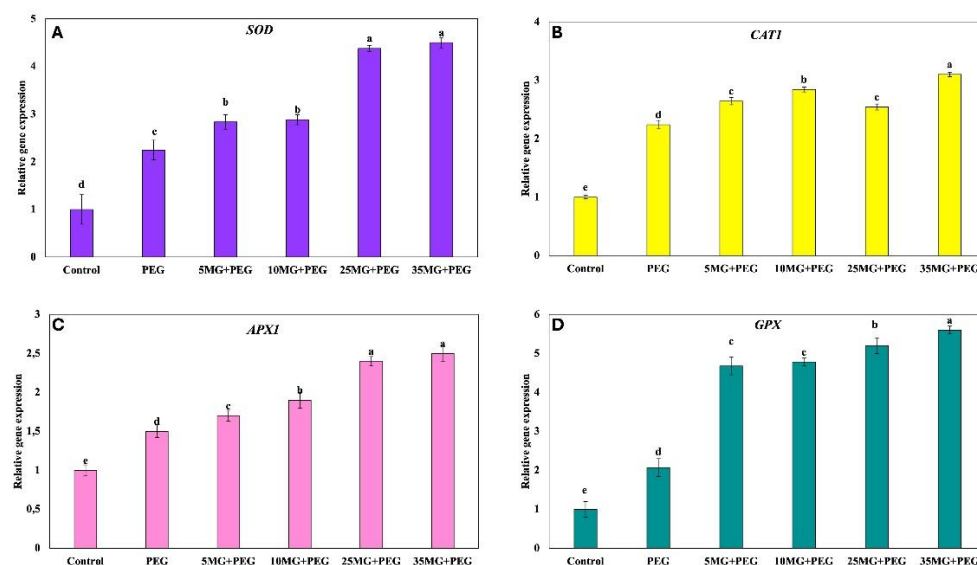 A
SOD
Relative gene expression
5
4
3
2
1
0
d
c
b
b
a
a
Control PEG 5MG+PEG 10MG+PEG 25MG+PEG 35MG+PEG
B
CAT1
Relative gene expression
4
3
2
1
0
e
d
c
b
c
a
Control PEG 5MG+PEG 10MG+PEG 25MG+PEG 35MG+PEG
C
APX1
Relative gene expression
3
2,5
2
1,5
1
0,5
0
e
d
c
b
a
a
Control PEG 5MG+PEG 10MG+PEG 25MG+PEG 35MG+PEG
D
GPX
Relative gene expression
6
5
4
3
2
1
0
e
d
c
c
b
a
Control PEG 5MG+PEG 10MG+PEG 25MG+PEG 35MG+PEG